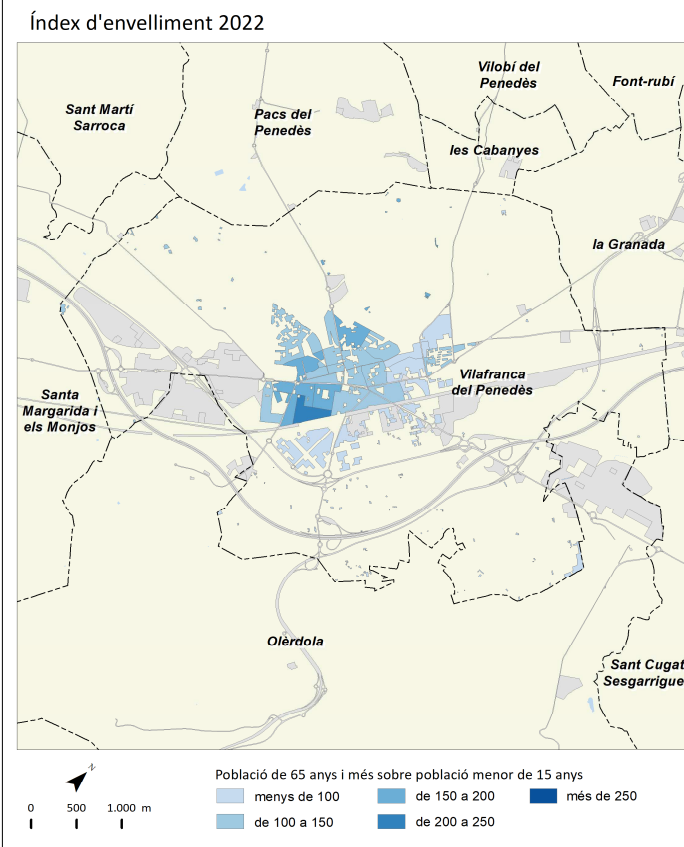 Índex d'envelliment 2022
Vilobí del
Penedès
Font-rubí
Sant Martí
Sarroca
Pacs del
Penedès
les Cabanyes
la Granada
Vilafranca
del Penedès
Santa
Margarida i
els Monjos
Olèrdola
Sant Cugat
Sesgarrigue
N
Població de 65 anys i més sobre població menor de 15 anys
0 500 1.000 m
menys de 100
de 150 a 200
més de 250
de 100 a 150
de 200 a 250